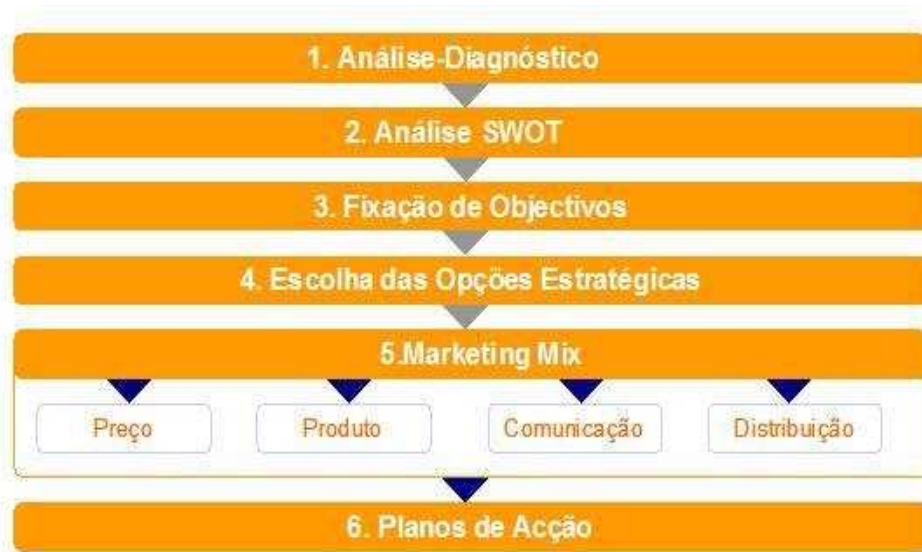 1. Análise-Diagnóstico
2. Análise SWOT
3. Fixação de Objectivos
4. Escolha das Opções Estratégicas
5.Marketing Mix
Preço Produto Comunicação Distribuição
6. Planos de Acção